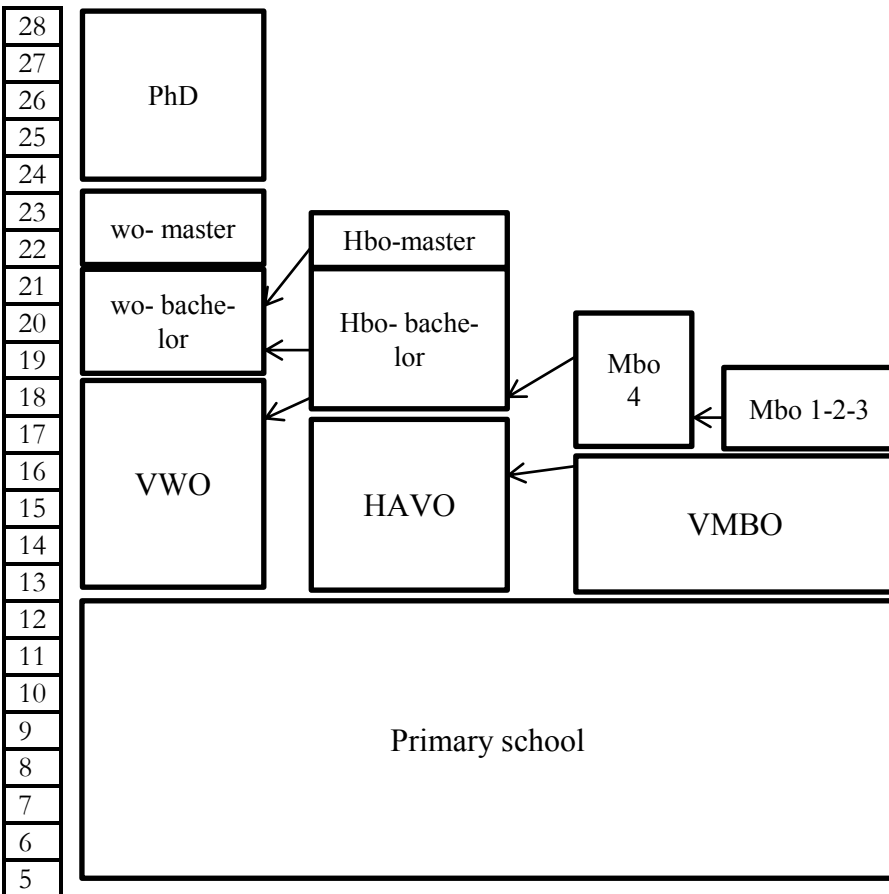 28
27
26
25
24
23
22
21
20
19
18
17
16
15
14
13
12
11
10
9
8
7
6
5
PhD
wo- master
wo- bache-
lor
VWO
Hbo-master
Hbo- bache-
lor
HAVO
Mbo
4
Mbo 1-2-3
VMBO
Primary school